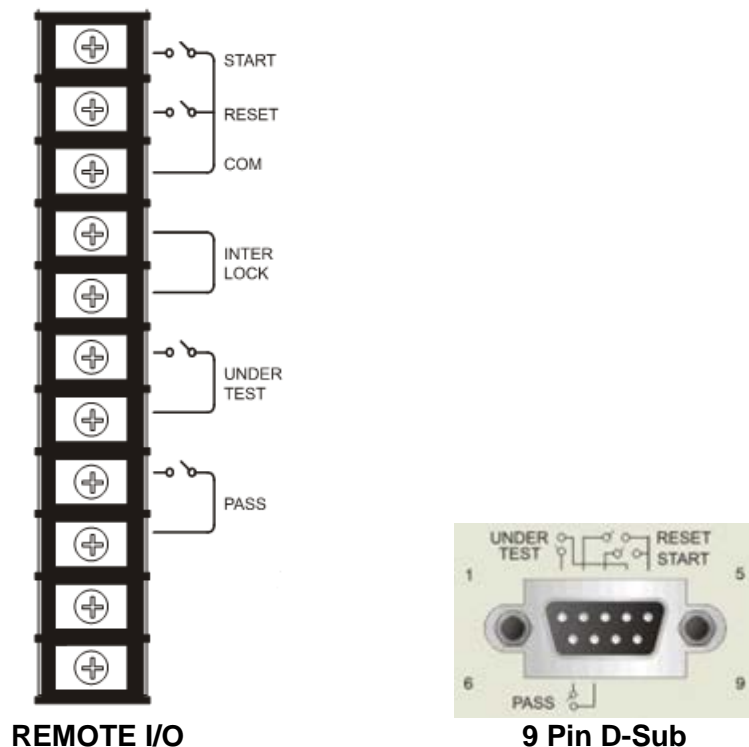 START
RESET
COM
INTER
LOCK
UNDER
TEST
PASS
REMOTE I/O
UNDER
TEST
RESET
START
1
5
6
9
PASS
9 Pin D-Sub